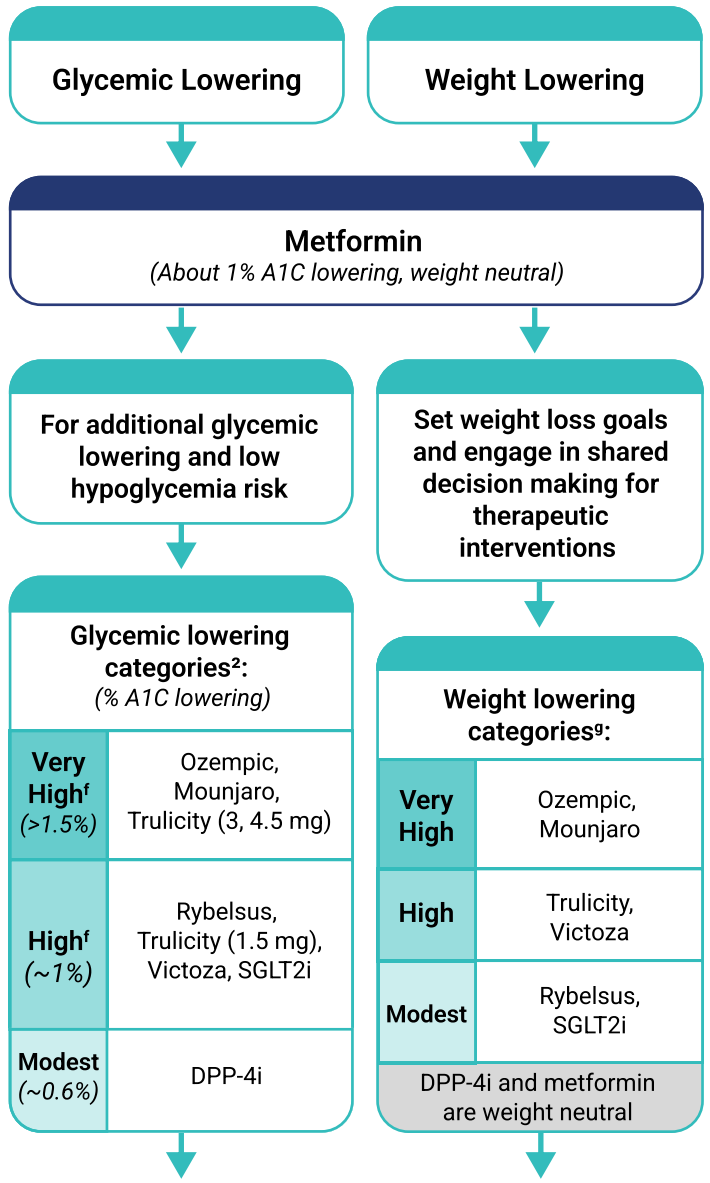 Glycemic Lowering
Weight Lowering
Metformin
(About 1% A1C lowering, weight neutral)
For additional glycemic
lowering and low
hypoglycemia risk
Glycemic lowering
categories²:
(% A1C lowering)
Very
Highᶠ
(>1.5%)
Ozempic,
Mounjaro,
Trulicity (3, 4.5 mg)
Highᶠ
(~1%)
Rybelsus,
Trulicity (1.5 mg),
Victoza, SGLT2i
Modest
(~0.6%)
DPP-4i
Set weight loss goals
and engage in shared
decision making for
therapeutic
interventions
Weight lowering
categoriesᵍ:
Very
High
Ozempic,
Mounjaro
High
Trulicity,
Victoza
Modest
Rybelsus,
SGLT2i
DPP-4i and metformin
are weight neutral